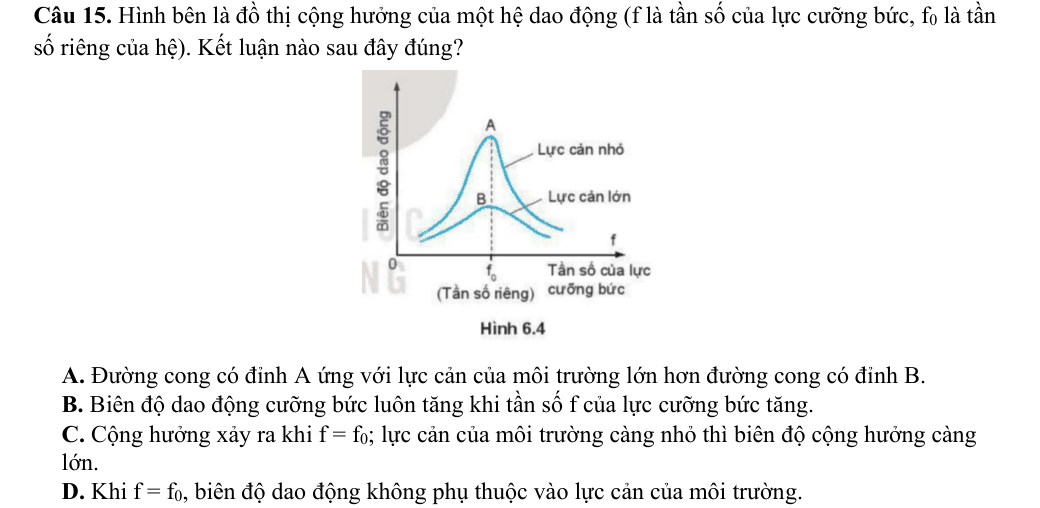 Câu 15. Hình bên là đồ thị cộng hưởng của một hệ dao động (f là tần số của lực cưỡng bức, f₀ là tần
số riêng của hệ). Kết luận nào sau đây đúng?
Biên độ dao động
A
Lực cản nhỏ
B
Lực cản lớn
f
0
f₀
Tần số của lực
(Tần số riêng)
cưỡng bức
NG
Hình 6.4
A. Đường cong có đỉnh A ứng với lực cản của môi trường lớn hơn đường cong có đỉnh B.
B. Biên độ dao động cưỡng bức luôn tăng khi tần số f của lực cưỡng bức tăng.
C. Cộng hưởng xảy ra khi f = f₀; lực cản của môi trường càng nhỏ thì biên độ cộng hưởng càng
lớn.
D. Khi f = f₀, biên độ dao động không phụ thuộc vào lực cản của môi trường.